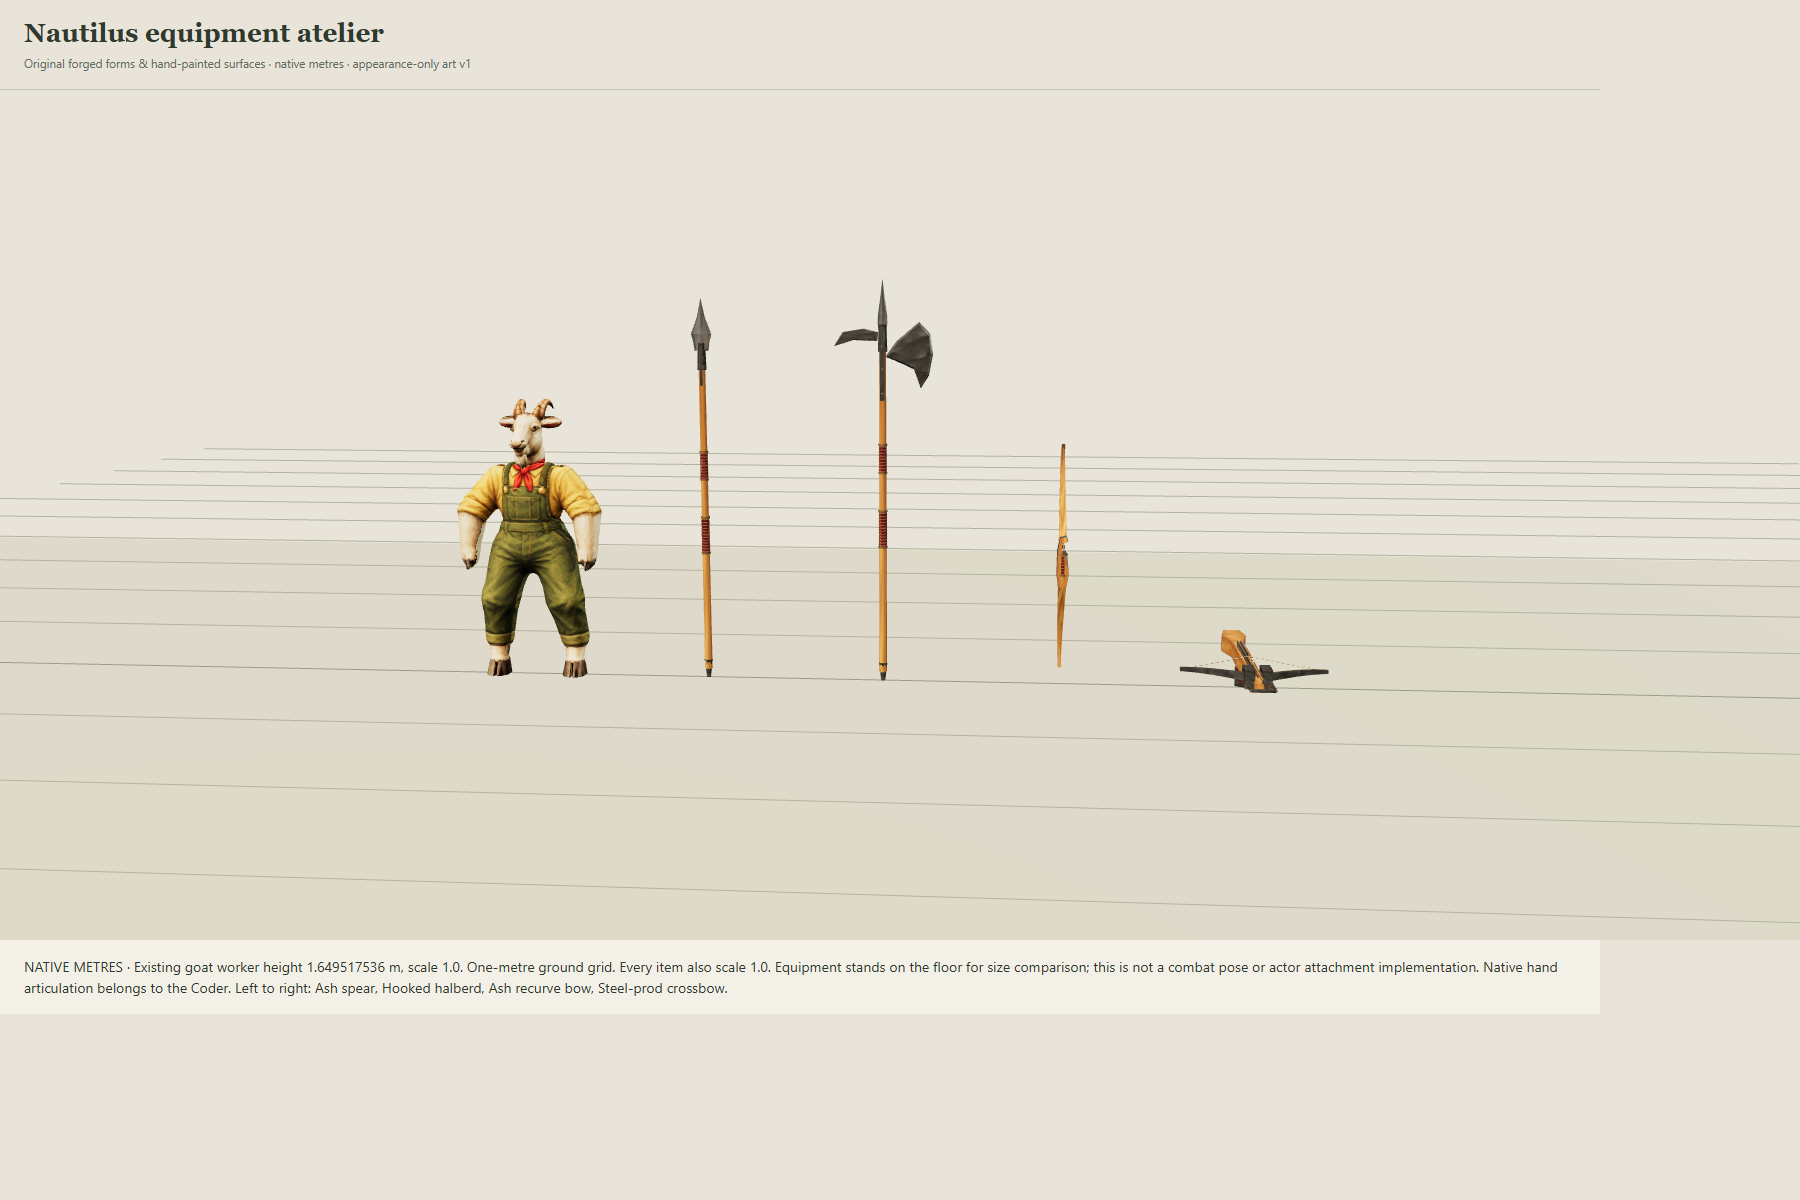 Nautilus equipment atelier
Original forged forms & hand-painted surfaces · native metres · appearance-only art v1
NATIVE METRES · Existing goat worker height 1.649517536 m, scale 1.0. One-metre ground grid. Every item also scale 1.0. Equipment stands on the floor for size comparison; this is not a combat pose or actor attachment implementation. Native hand
articulation belongs to the Coder. Left to right: Ash spear, Hooked halberd, Ash recurve bow, Steel-prod crossbow.